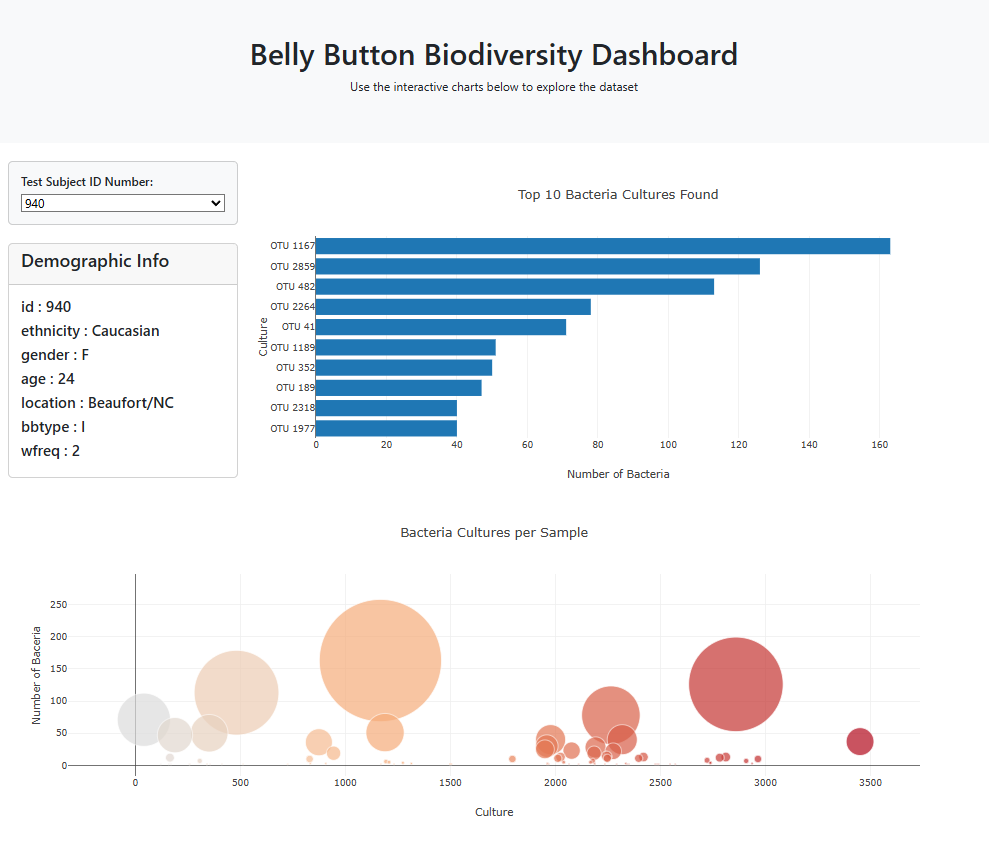 Belly Button Biodiversity Dashboard
Use the interactive charts below to explore the dataset
Test Subject ID Number:
940
Demographic Info
id : 940
ethnicity : Caucasian
gender : F
age : 24
location : Beaufort/NC
bbtype : I
wfreq : 2
Top 10 Bacteria Cultures Found
Culture
OTU 1167
OTU 2859
OTU 482
OTU 2264
OTU 41
OTU 1189
OTU 352
OTU 189
OTU 2318
OTU 1977
0 20 40 60 80 100 120 140 160
Number of Bacteria
Bacteria Cultures per Sample
Number of Baceria
250
200
150
100
50
0
0 500 1000 1500 2000 2500 3000 3500
Culture